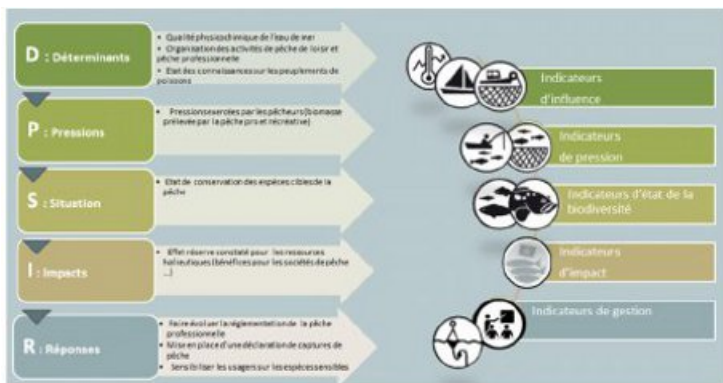 D : Déterminants
• Qualité physicochimique de l'eau de mer
• Organisation des activités de pêche de loisir et
pêche professionnelle
• Etat des connaissances sur les peuplements de
poissons
Indicateurs
d'influence
P : Pressions
• Pressions exercées par les pêcheurs (biomasse
prélevée par la pêche pro et récréative)
Indicateurs
de pression
S : Situation
• Etat de conservation des espèces cibles de la
pêche
Indicateurs d'état de la
biodiversité
I : Impacts
• Effet réserve constaté pour les ressources
halieutiques (bénéfices pour les sociétés de pêche
...)
Indicateurs
d'impact
R : Réponses
• Faire évoluer la réglementation de la pêche
professionnelle
• Mise en place d'une déclaration de captures de
pêche
• Sensibiliser les usagers sur les espèces sensibles
Indicateurs de gestion